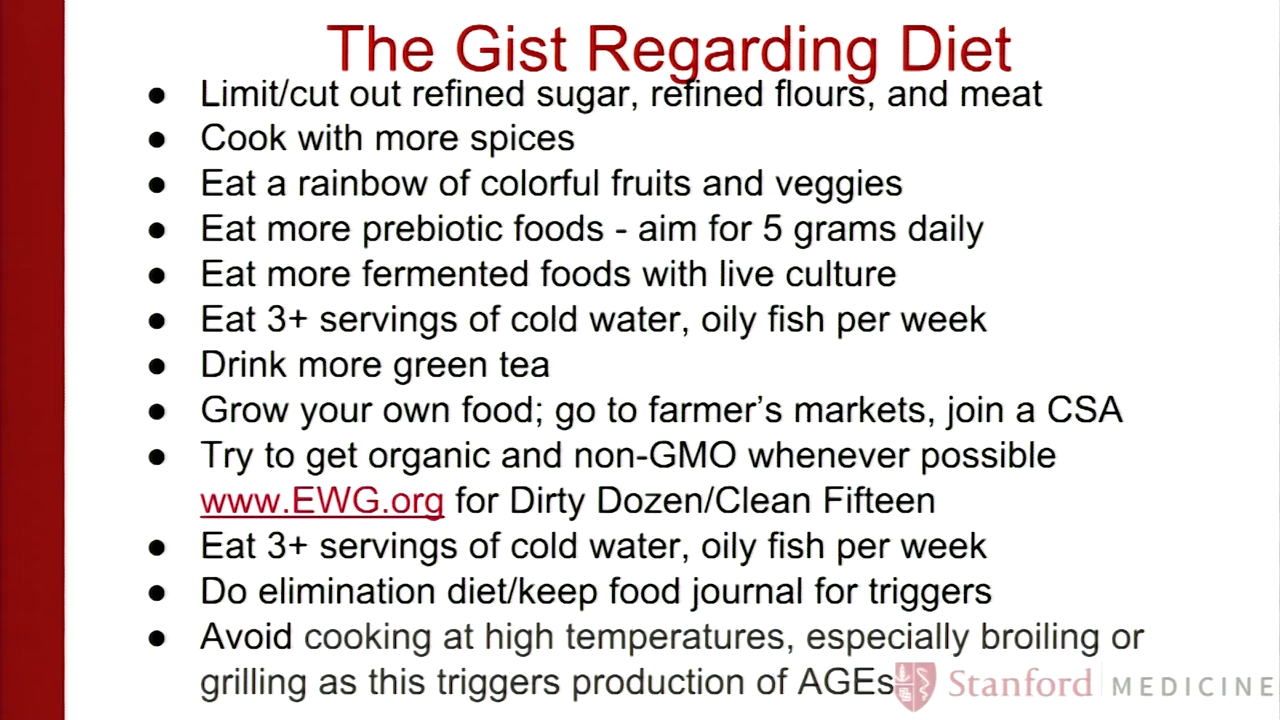 The Gist Regarding Diet
● Limit/cut out refined sugar, refined flours, and meat
● Cook with more spices
● Eat a rainbow of colorful fruits and veggies
● Eat more prebiotic foods - aim for 5 grams daily
● Eat more fermented foods with live culture
● Eat 3+ servings of cold water, oily fish per week
● Drink more green tea
● Grow your own food; go to farmer’s markets, join a CSA
● Try to get organic and non-GMO whenever possible
www.EWG.org for Dirty Dozen/Clean Fifteen
● Eat 3+ servings of cold water, oily fish per week
● Do elimination diet/keep food journal for triggers
● Avoid cooking at high temperatures, especially broiling or
grilling as this triggers production of AGEs
Stanford MEDICINE